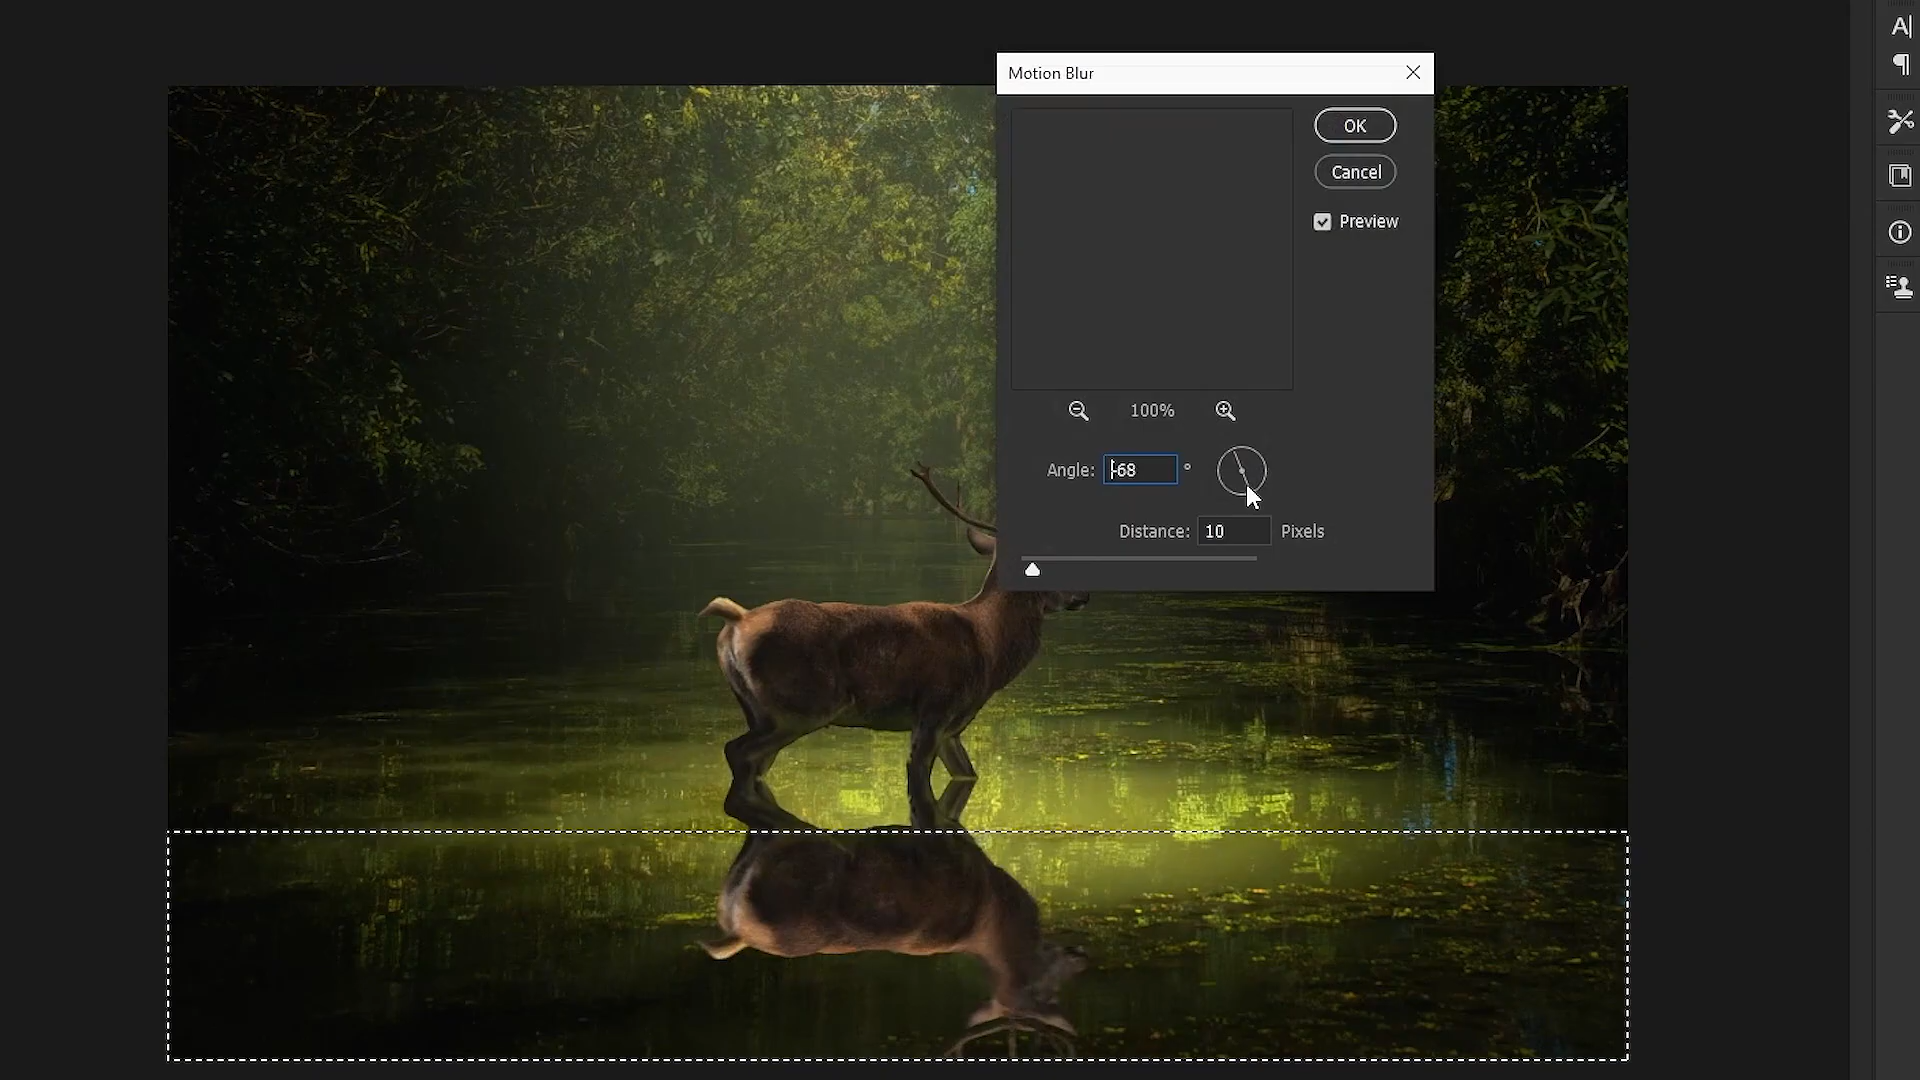 Motion Blur
OK
Cancel
Preview
100%
Angle: -68 °
Distance: 10 Pixels
A|
¶